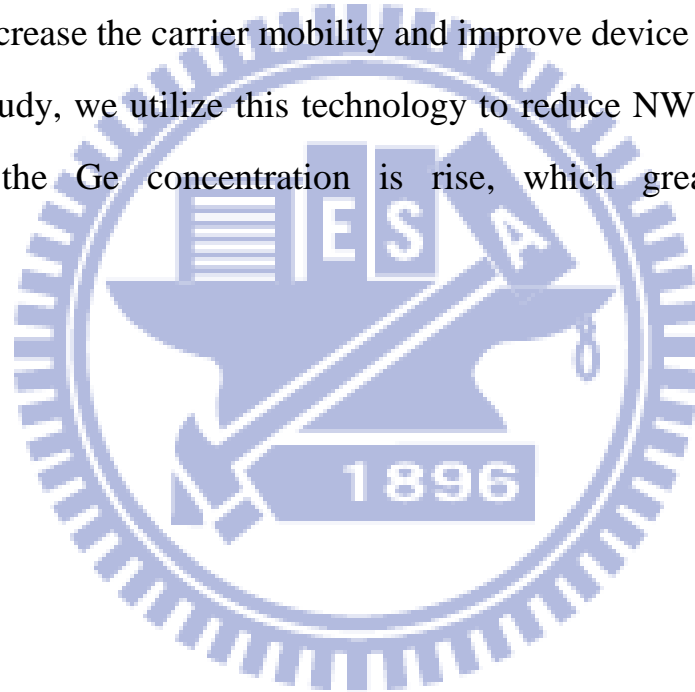 crease the carrier mobility and improve device
udy, we utilize this technology to reduce NW
the Ge concentration is rise, which grea
E S A
1896